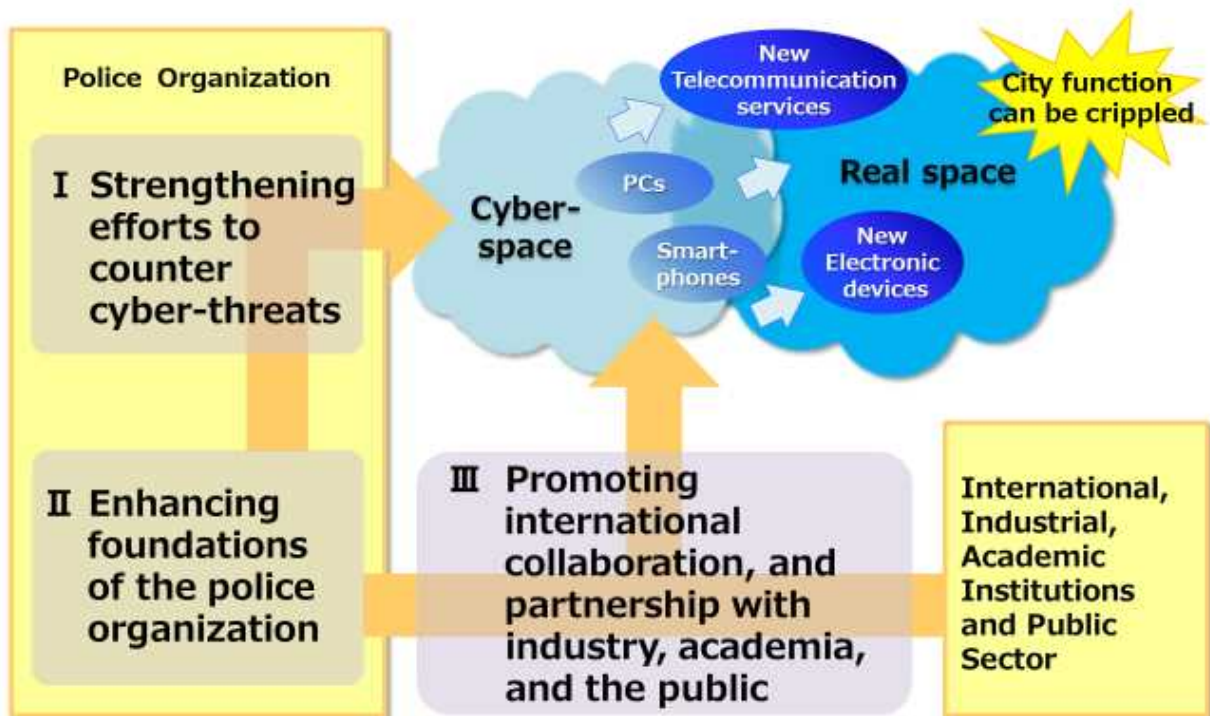 Police Organization
Ⅰ Strengthening
efforts to
counter
cyber-threats
Ⅱ Enhancing
foundations
of the police
organization
New
Telecommunication
services
City function
can be crippled
PCs
Real space
Cyber-
space
Smart-
phones
New
Electronic
devices
Ⅲ Promoting
international
collaboration, and
partnership with
industry, academia,
and the public
International,
Industrial,
Academic
Institutions
and Public
Sector